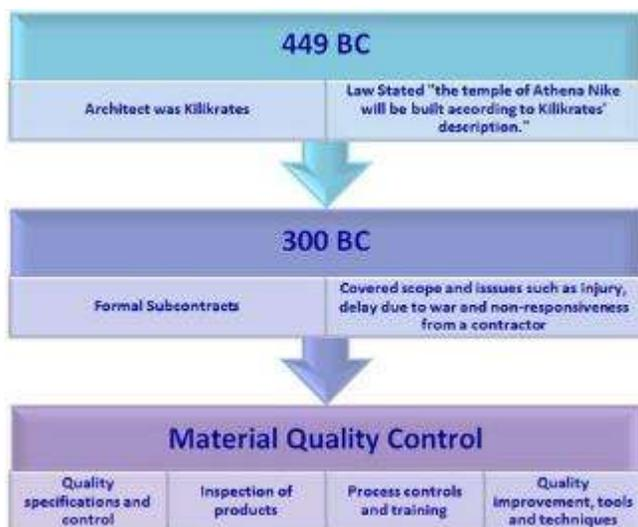 449 BC
Architect was Kilikrates
Law Stated "the temple of Athena Nike
will be built according to Kilikrates'
description."
300 BC
Formal Subcontracts
Covered scope and isssues such as injury,
delay due to war and non-responsiveness
from a contractor
Material Quality Control
Quality
specifications and
control
Inspection of
products
Process controls
and training
Quality
improvement, tools
and techniques